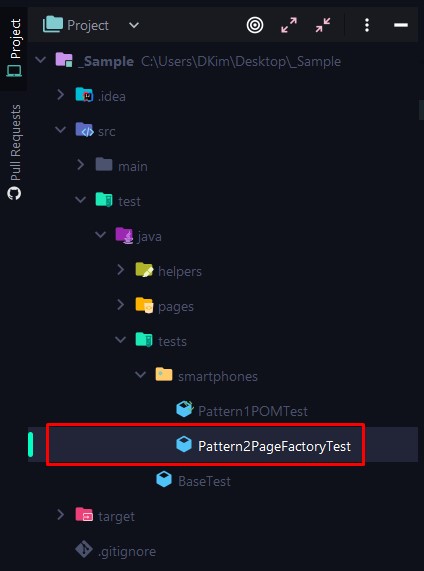 Project
Project
Pull Requests
_Sample C:\Users\DKim\Desktop\_Sample
.idea
src
main
test
java
helpers
pages
tests
smartphones
Pattern1POMTest
Pattern2PageFactoryTest
BaseTest
target
.gitignore